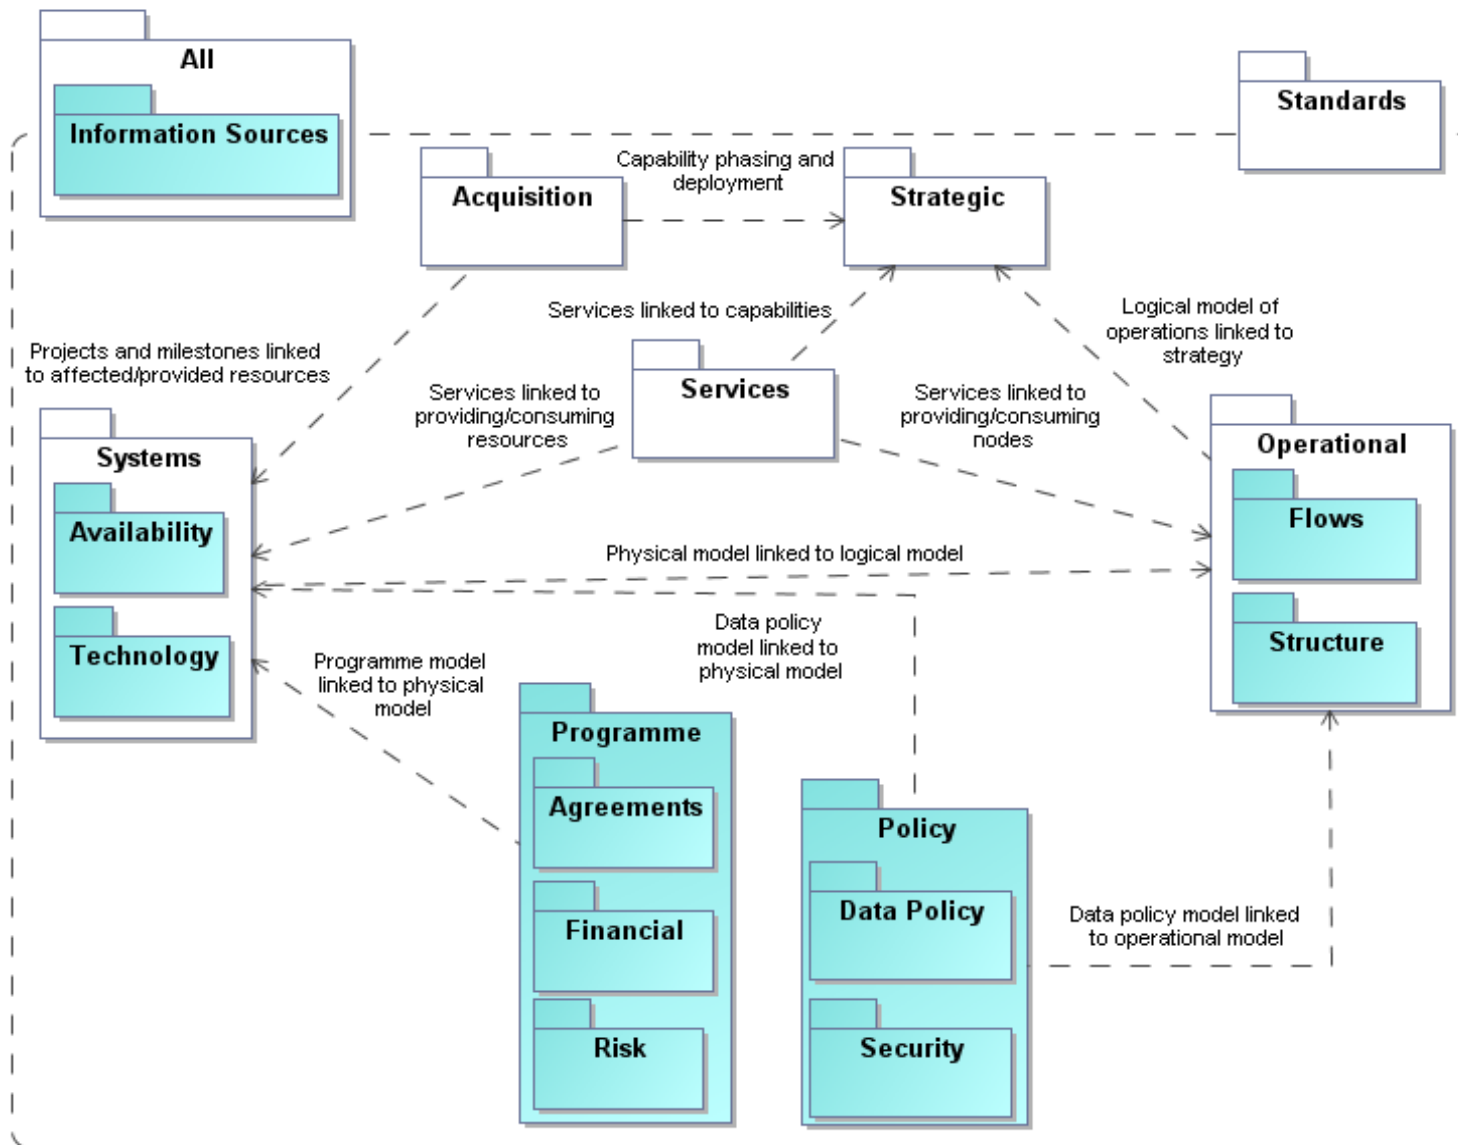 All
Information Sources
Standards
Capability phasing and
deployment
Acquisition
Strategic
Services linked to capabilities
Logical model of
operations linked to
strategy
Projects and milestones linked
to affected/provided resources
Services linked to
providing/consuming
resources
Services
Services linked to
providing/consuming
nodes
Systems
Availability
Technology
Operational
Flows
Structure
Physical model linked to logical model
Data policy
model linked to
physical model
Programme model
linked to physical
model
Programme
Agreements
Financial
Risk
Policy
Data Policy
Security
Data policy model linked
to operational model